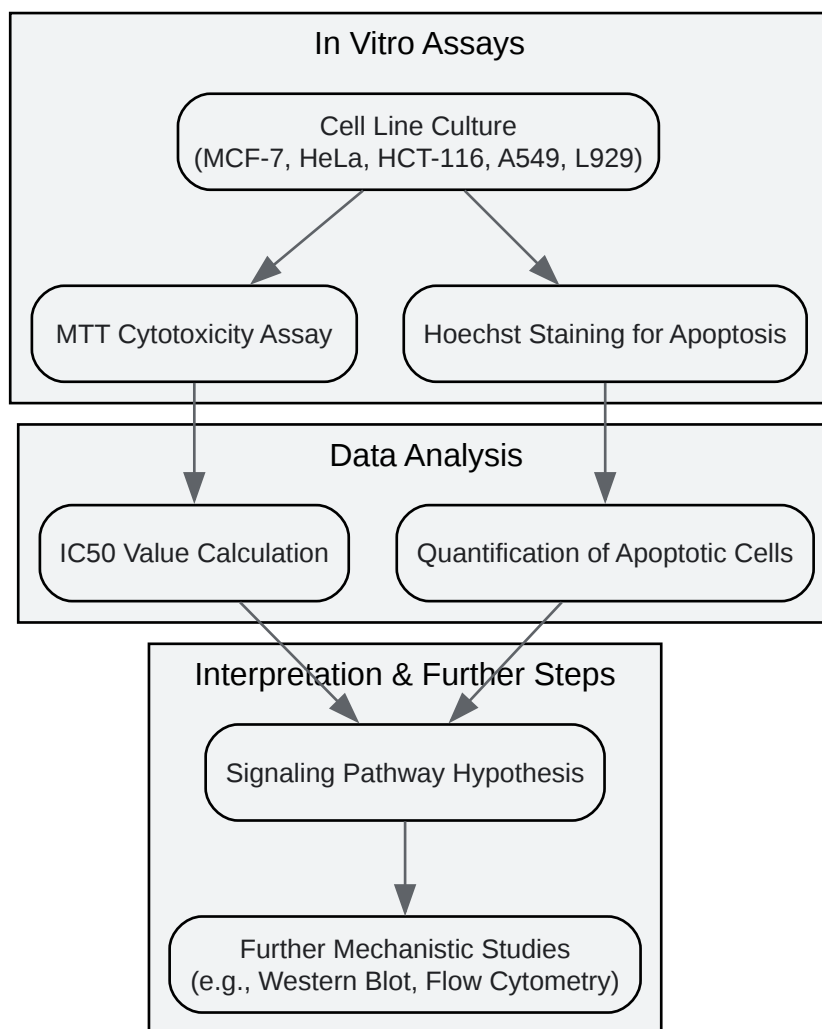 In Vitro Assays
Cell Line Culture
(MCF-7, HeLa, HCT-116, A549, L929)
MTT Cytotoxicity Assay
Hoechst Staining for Apoptosis
Data Analysis
IC50 Value Calculation
Quantification of Apoptotic Cells
Interpretation & Further Steps
Signaling Pathway Hypothesis
Further Mechanistic Studies
(e.g., Western Blot, Flow Cytometry)